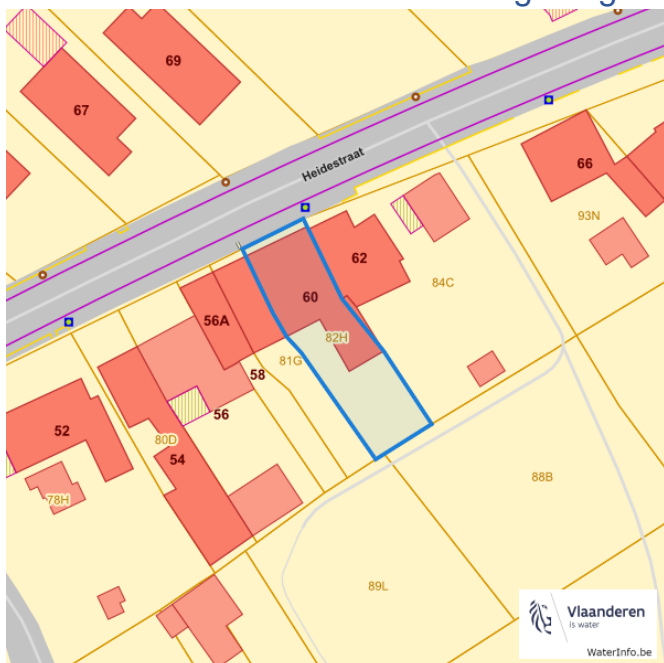 69
67
Heidestraat
66
93N
62
84C
60
56A
82H
81G
58
56
52
80D
54
78H
88B
89L
Vlaanderen
is water
WaterInfo.be